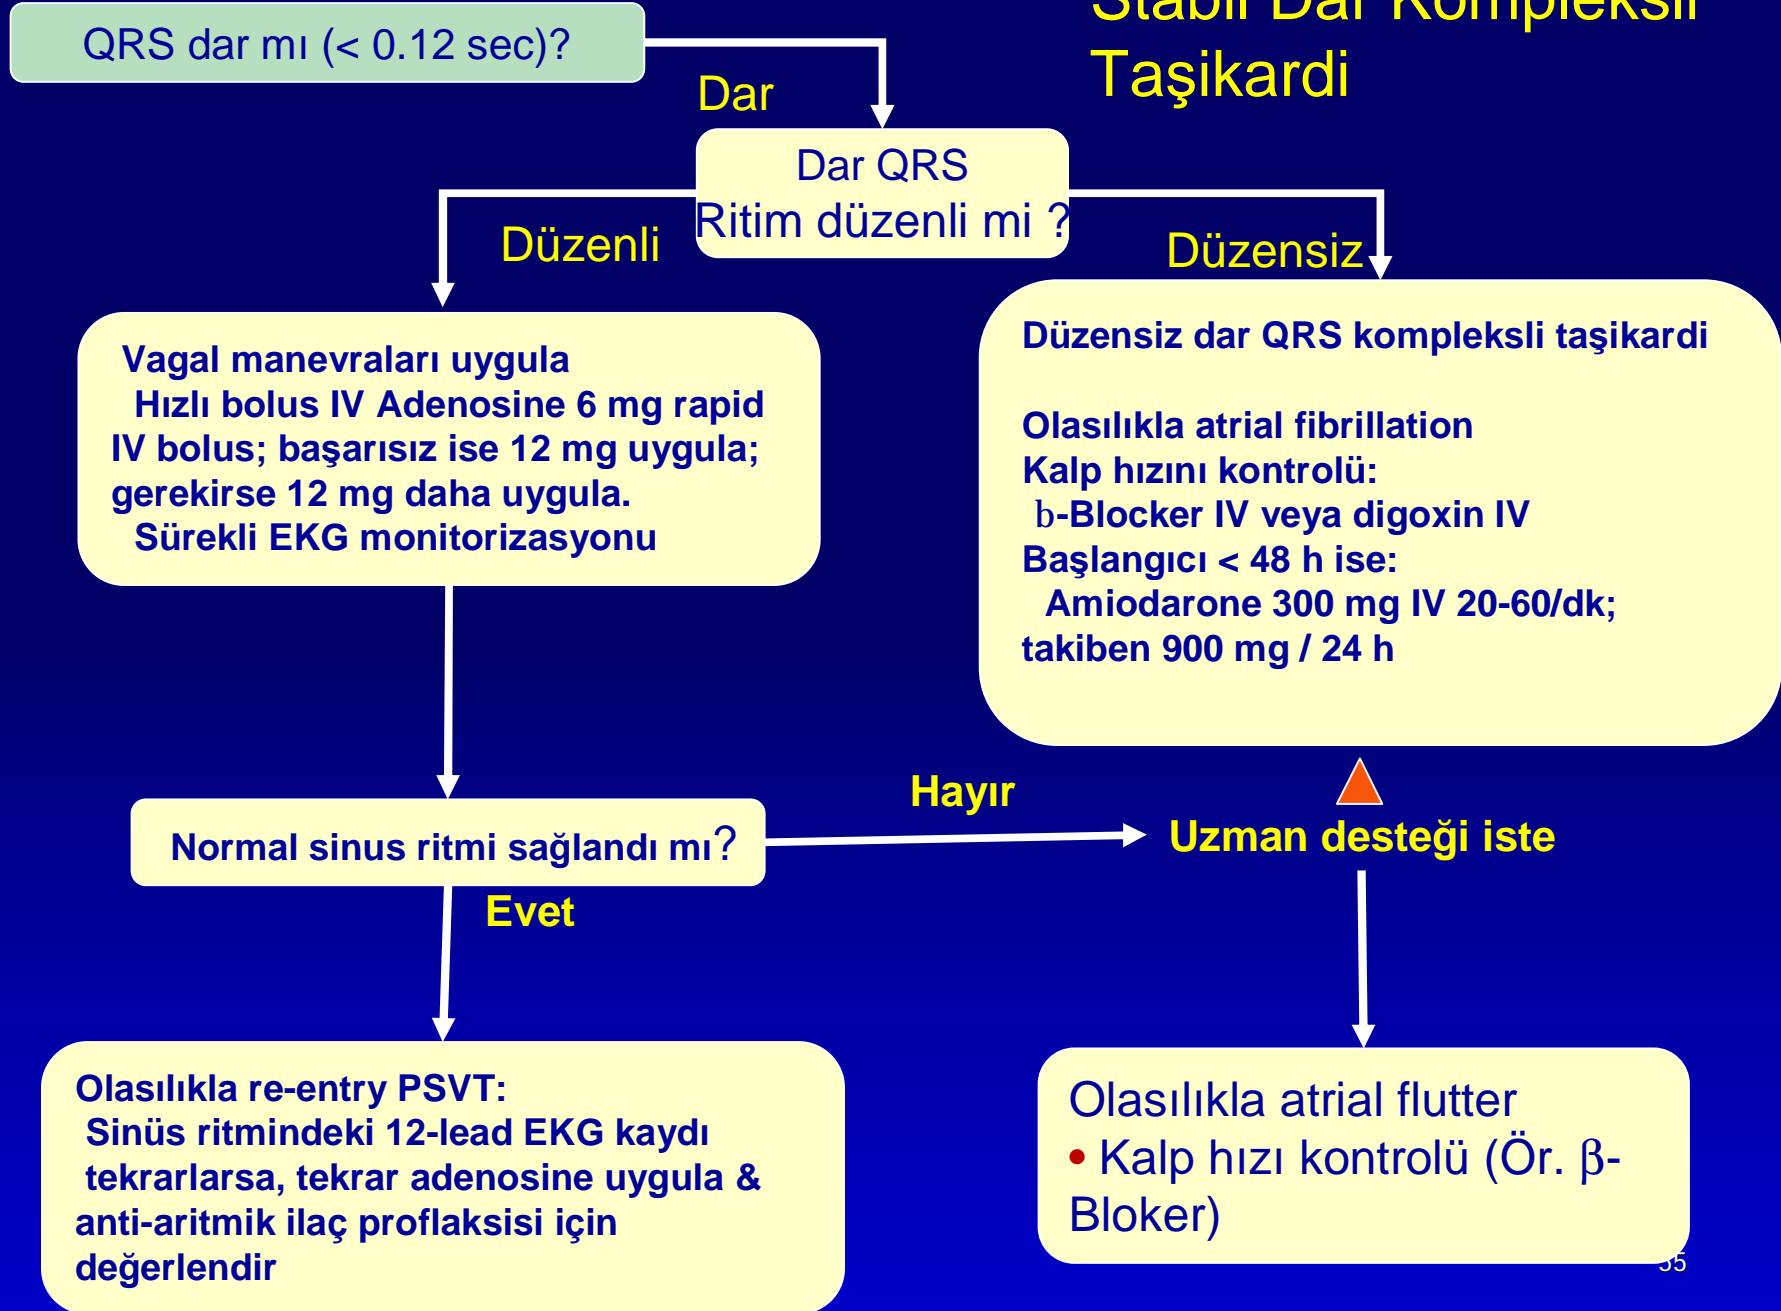 Stabil Dar Kompleksli
Taşikardi
QRS dar mı (< 0.12 sec)?
Dar
Dar QRS
Ritim düzenli mi ?
Düzenli
Düzensiz
Vagal manevraları uygula
Hızlı bolus IV Adenosine 6 mg rapid
IV bolus; başarısız ise 12 mg uygula;
gerekirse 12 mg daha uygula.
Sürekli EKG monitorizasyonu
Düzensiz dar QRS kompleksli taşikardi
Olasılıkla atrial fibrillation
Kalp hızını kontrolü:
b-Blocker IV veya digoxin IV
Başlangıcı < 48 h ise:
Amiodarone 300 mg IV 20-60/dk;
takiben 900 mg / 24 h
Normal sinus ritmi sağlandı mı?
Hayır
Uzman desteği iste
Evet
Olasılıkla re-entry PSVT:
Sinüs ritmindeki 12-lead EKG kaydı
tekrarlarsa, tekrar adenosine uygula &
anti-aritmik ilaç proflaksisi için
değerlendir
Olasılıkla atrial flutter
• Kalp hızı kontrolü (Ör. β-
Bloker)
55